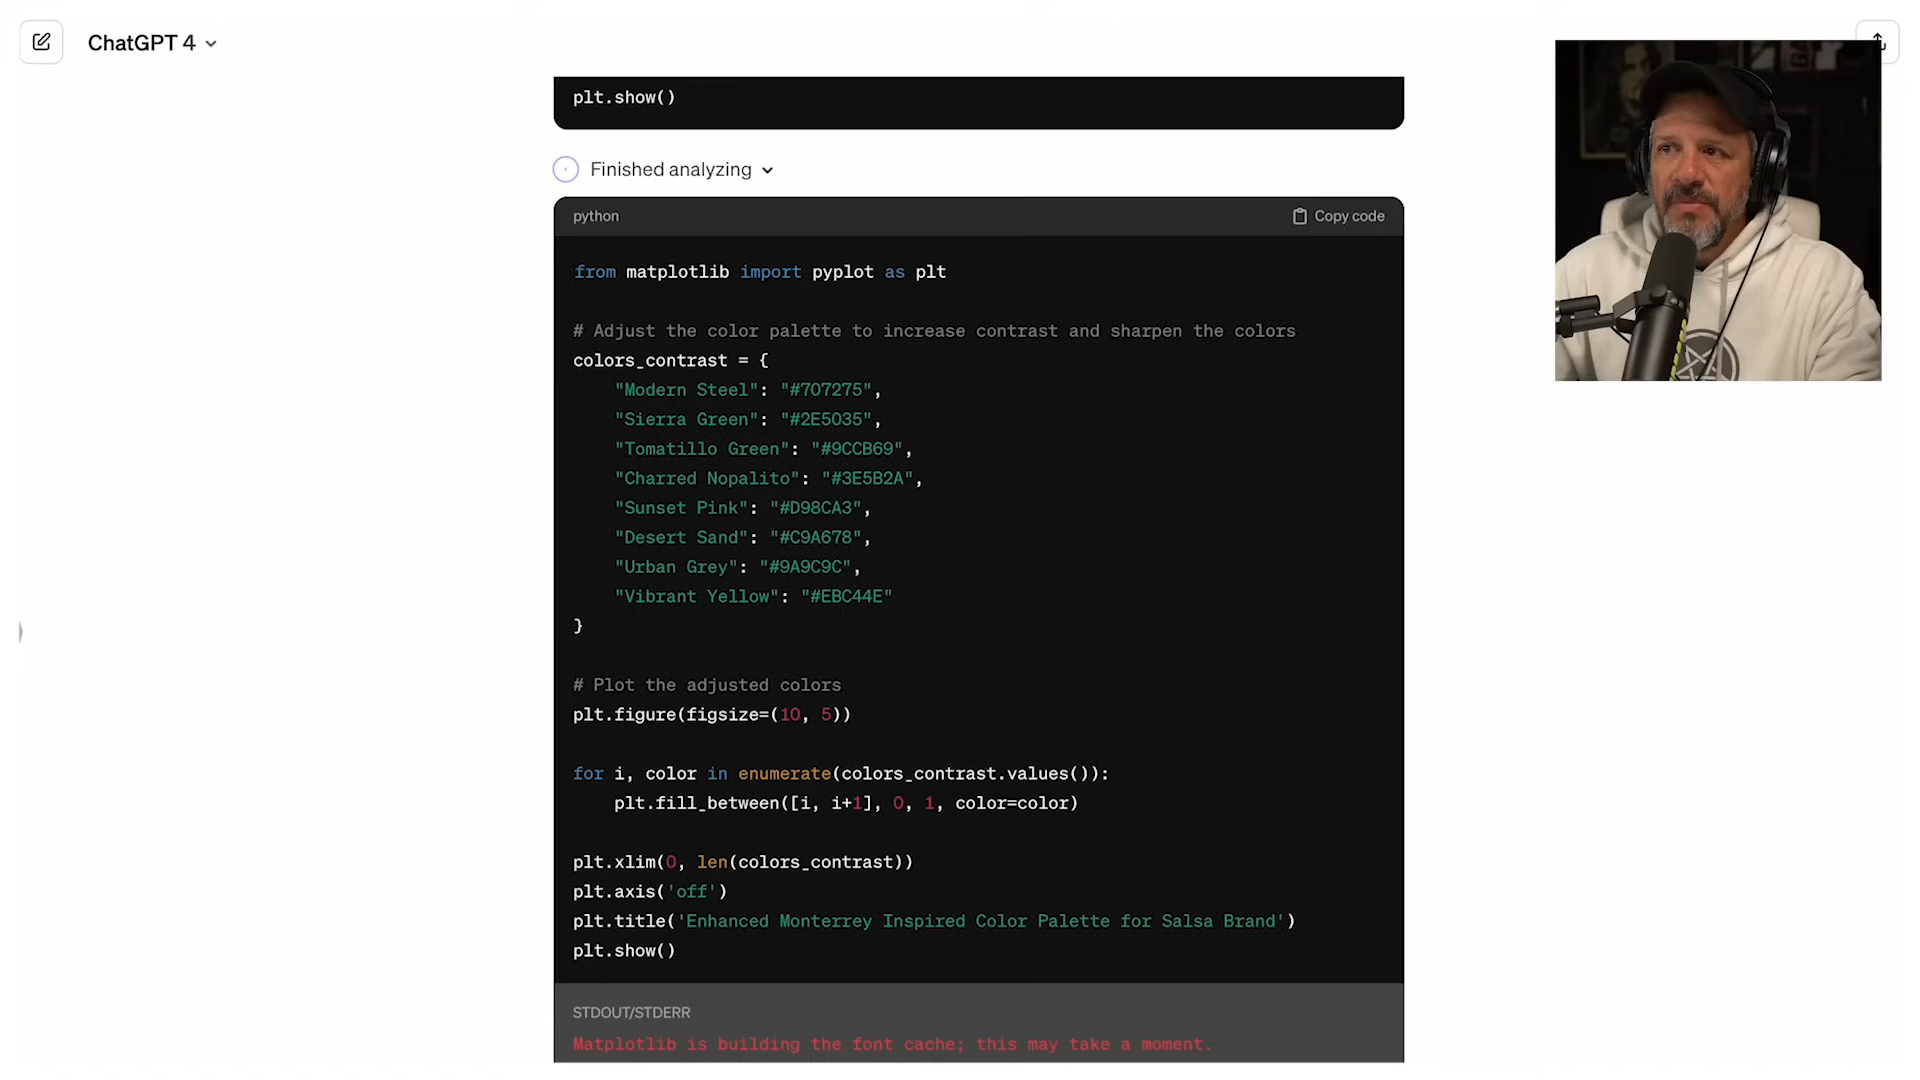 ChatGPT 4
plt.show()
Finished analyzing
python
Copy code
from matplotlib import pyplot as plt
# Adjust the color palette to increase contrast and sharpen the colors
colors_contrast = {
"Modern Steel": "#707275",
"Sierra Green": "#2E5035",
"Tomatillo Green": "#9CCB69",
"Charred Nopalito": "#3E5B2A",
"Sunset Pink": "#D98CA3",
"Desert Sand": "#C9A678",
"Urban Grey": "#9A9C9C",
"Vibrant Yellow": "#EBC44E"
}
# Plot the adjusted colors
plt.figure(figsize=(10, 5))
for i, color in enumerate(colors_contrast.values()):
plt.fill_between([i, i+1], 0, 1, color=color)
plt.xlim(0, len(colors_contrast))
plt.axis('off')
plt.title('Enhanced Monterrey Inspired Color Palette for Salsa Brand')
plt.show()
STDOUT/STDERR
Matplotlib is building the font cache; this may take a moment.